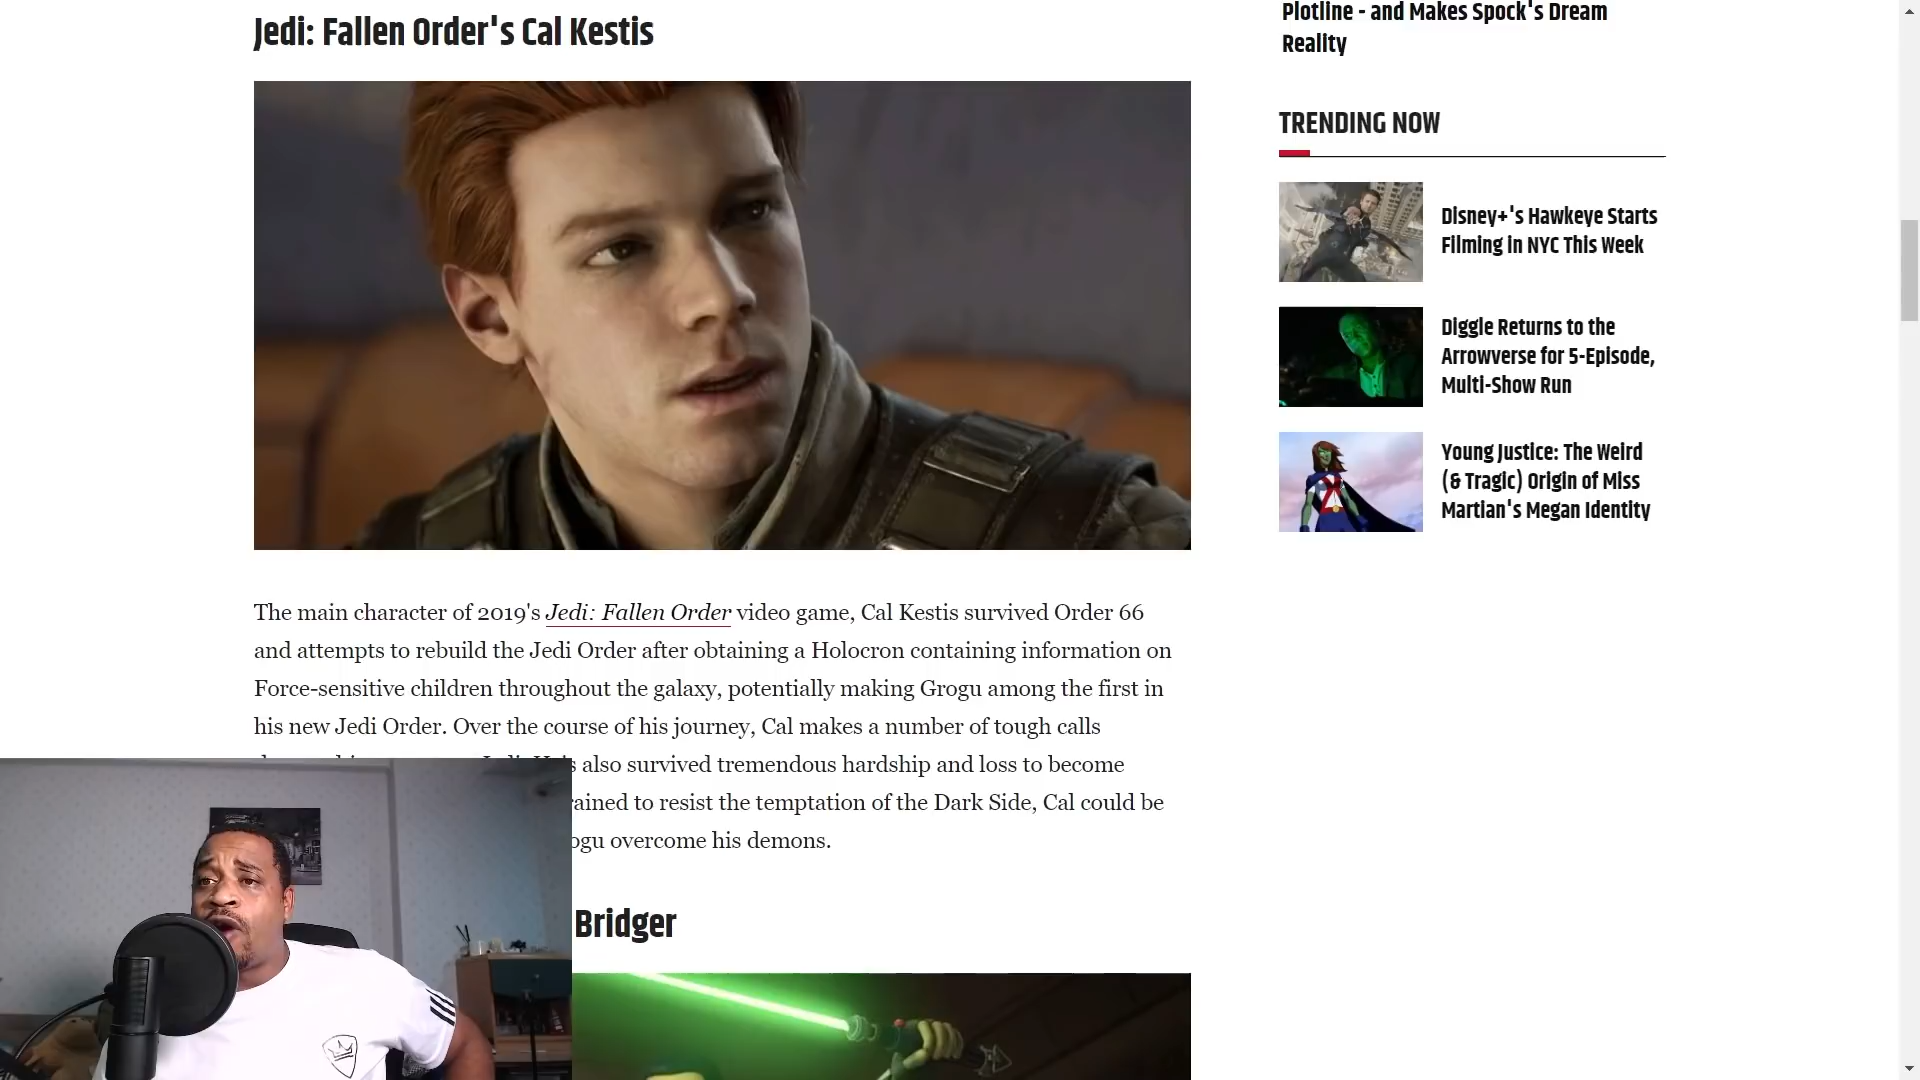 Jedi: Fallen Order's Cal Kestis
The main character of 2019's Jedi: Fallen Order video game, Cal Kestis survived Order 66
and attempts to rebuild the Jedi Order after obtaining a Holocron containing information on
Force-sensitive children throughout the galaxy, potentially making Grogu among the first in
his new Jedi Order. Over the course of his journey, Cal makes a number of tough calls
also survived tremendous hardship and loss to become
to resist the temptation of the Dark Side, Cal could be
overcome his demons.
Bridger
Plotline - and Makes Spock's Dream
Reality
TRENDING NOW
Disney+'s Hawkeye Starts
Filming in NYC This Week
Diggle Returns to the
Arrowverse for 5-Episode,
Multi-Show Run
Young Justice: The Weird
(& Tragic) Origin of Miss
Martian's Megan Identity